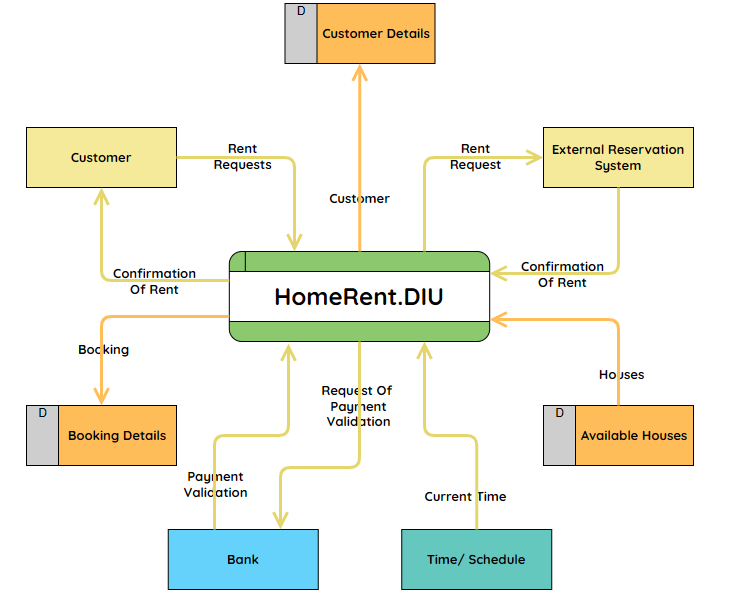 D
Customer Details
Customer
Rent
Requests
Rent
Request
External Reservation
System
Customer
Confirmation
Of Rent
Confirmation
Of Rent
HomeRent.DIU
Booking
Request Of
Payment
Validation
Houses
D
Booking Details
D
Available Houses
Payment
Validation
Current Time
Bank
Time/ Schedule